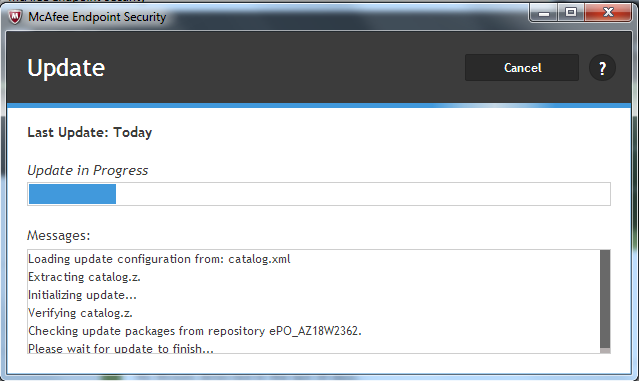 McAfee Endpoint Security
Update
Cancel
?
Last Update: Today
Update in Progress
Messages:
Loading update configuration from: catalog.xml
Extracting catalog.z.
Initializing update...
Verifying catalog.z.
Checking update packages from repository ePO_AZ18W2362.
Please wait for update to finish...